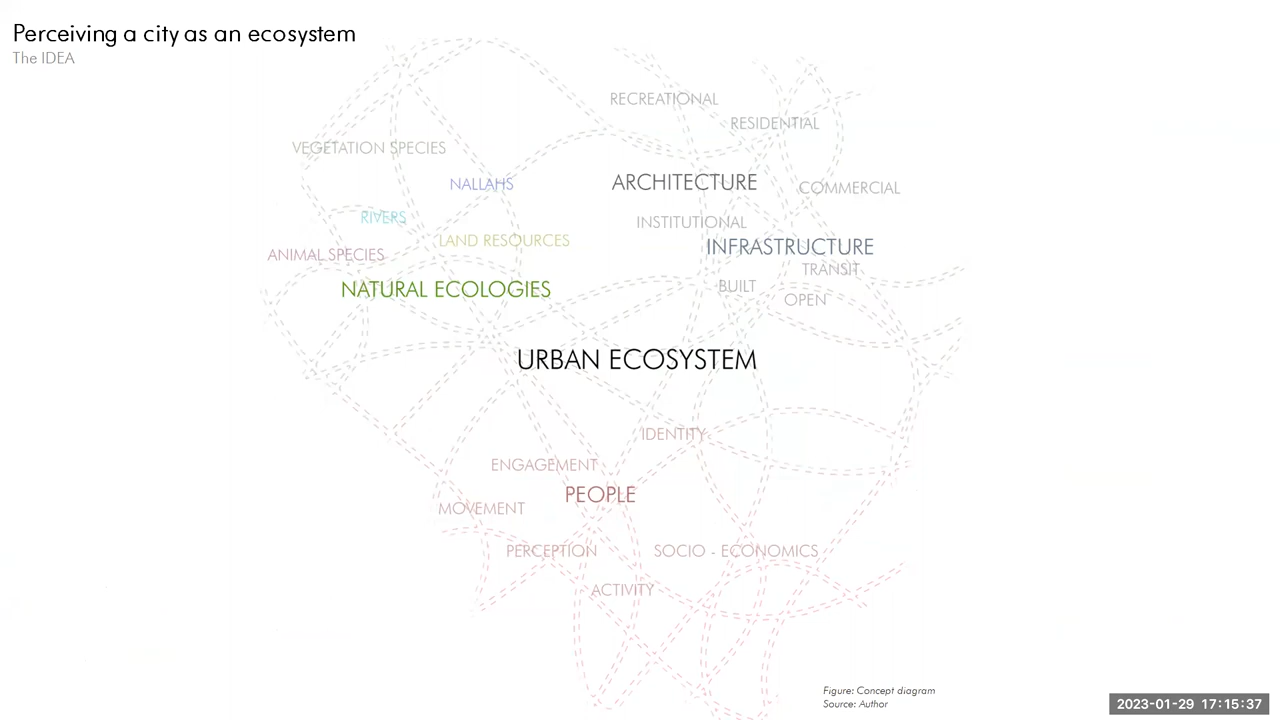 Perceiving a city as an ecosystem
The IDEA
RECREATIONAL
RESIDENTIAL
VEGETATION SPECIES
NALLAHS
ARCHITECTURE
COMMERCIAL
RIVERS
INSTITUTIONAL
LAND RESOURCES
INFRASTRUCTURE
ANIMAL SPECIES
TRANSIT
NATURAL ECOLOGIES
BUILT
OPEN
URBAN ECOSYSTEM
IDENTITY
ENGAGEMENT
PEOPLE
MOVEMENT
PERCEPTION
SOCIO - ECONOMICS
ACTIVITY
Figure: Concept diagram
Source: Author
2023-01-29 17:15:37